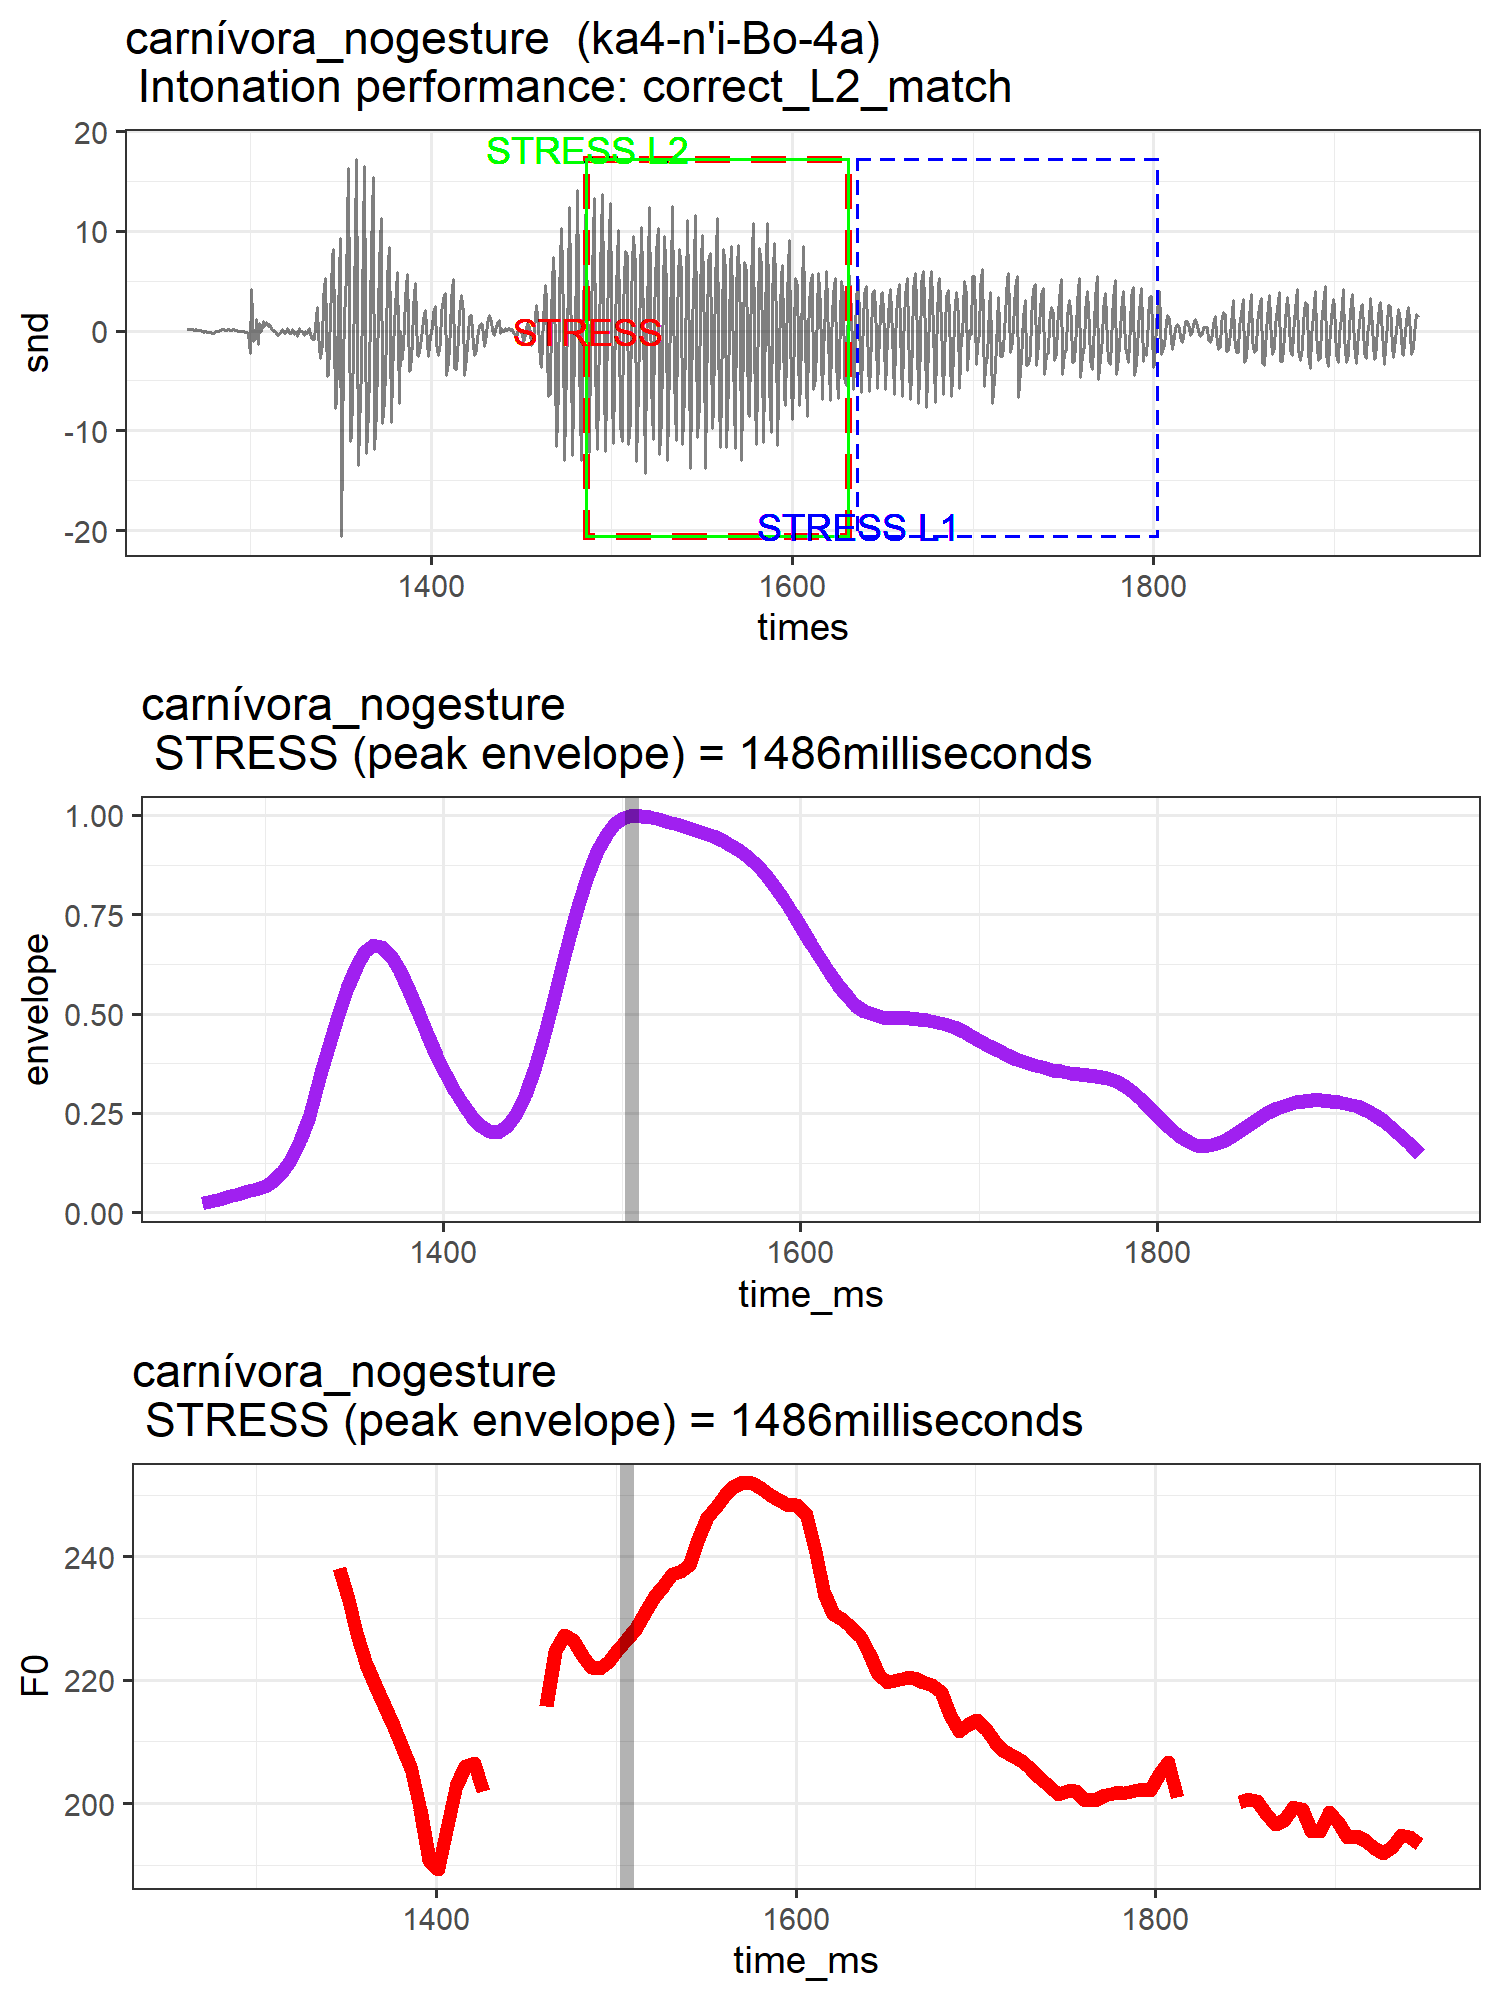 carnívora_nogesture  (ka4-n'i-Bo-4a)
Intonation performance: correct_L2_match
20
10
0
-10
-20
snd
STRESS L2
STRESS
STRESS L1
1400
1600
1800
times
carnívora_nogesture
STRESS (peak envelope) = 1486milliseconds
1.00
0.75
0.50
0.25
0.00
envelope
1400
1600
1800
time_ms
carnívora_nogesture
STRESS (peak envelope) = 1486milliseconds
240
220
200
F0
1400
1600
1800
time_ms